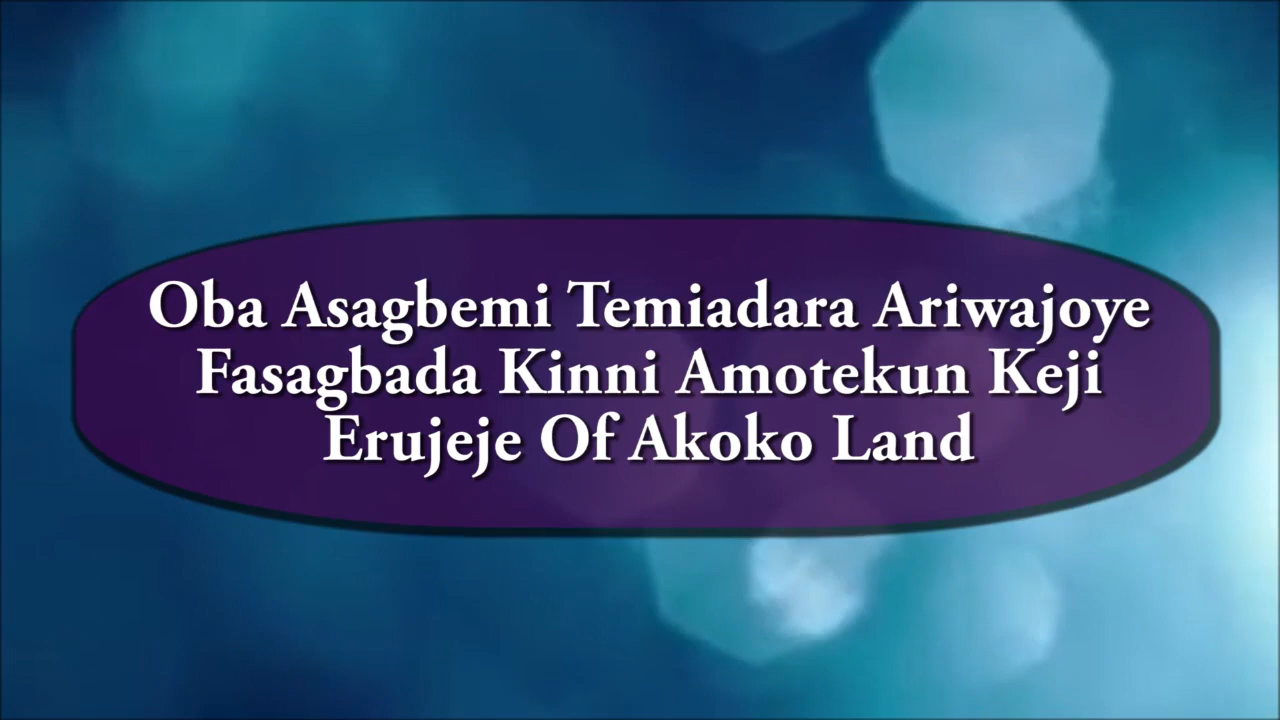 Oba Asagbemi Temiadara Ariwajoye
Fasagbada Kinni Amotekun Keji
Erujeje Of Akoko Land